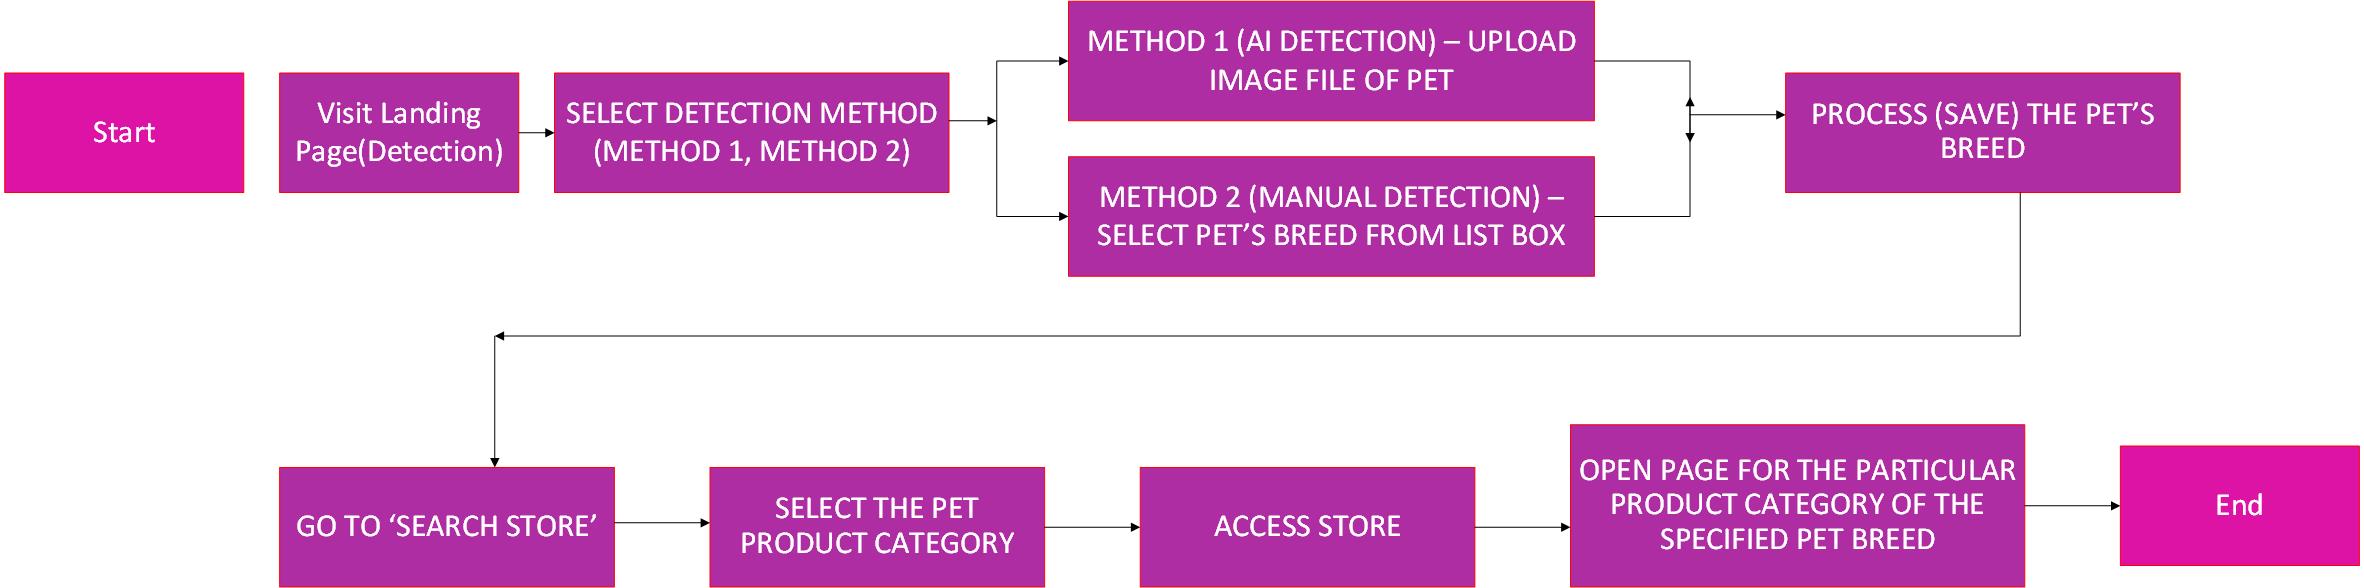 Start
Visit Landing
Page(Detection)
SELECT DETECTION METHOD
(METHOD 1, METHOD 2)
METHOD 1 (AI DETECTION) – UPLOAD
IMAGE FILE OF PET
METHOD 2 (MANUAL DETECTION) –
SELECT PET’S BREED FROM LIST BOX
PROCESS (SAVE) THE PET’S
BREED
GO TO ‘SEARCH STORE’
SELECT THE PET
PRODUCT CATEGORY
ACCESS STORE
OPEN PAGE FOR THE PARTICULAR
PRODUCT CATEGORY OF THE
SPECIFIED PET BREED
End